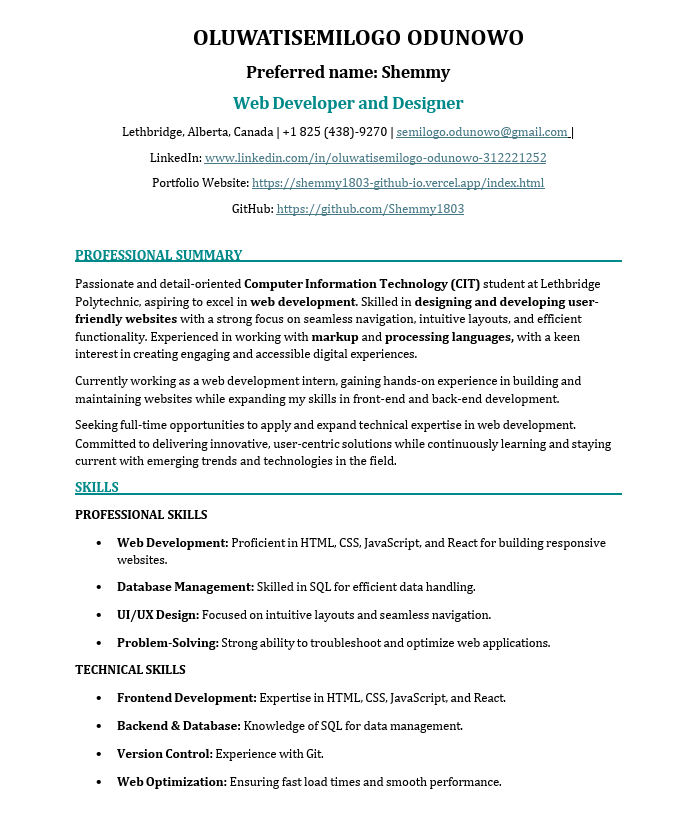 OLUWATISEMILOGO ODUNOWO
Preferred name: Shemmy
Web Developer and Designer
Lethbridge, Alberta, Canada | +1 825 (438)-9270 | semilogo.odunowo@gmail.com |
LinkedIn: www.linkedin.com/in/oluwatisemilogo-odunowo-312221252
Portfolio Website: https://shemmy1803-github-io.vercel.app/index.html
GitHub: https://github.com/Shemmy1803
PROFESSIONAL SUMMARY
Passionate and detail-oriented Computer Information Technology (CIT) student at Lethbridge
Polytechnic, aspiring to excel in web development. Skilled in designing and developing user-
friendly websites with a strong focus on seamless navigation, intuitive layouts, and efficient
functionality. Experienced in working with markup and processing languages, with a keen
interest in creating engaging and accessible digital experiences.
Currently working as a web development intern, gaining hands-on experience in building and
maintaining websites while expanding my skills in front-end and back-end development.
Seeking full-time opportunities to apply and expand technical expertise in web development.
Committed to delivering innovative, user-centric solutions while continuously learning and staying
current with emerging trends and technologies in the field.
SKILLS
PROFESSIONAL SKILLS
• Web Development: Proficient in HTML, CSS, JavaScript, and React for building responsive
websites.
• Database Management: Skilled in SQL for efficient data handling.
• UI/UX Design: Focused on intuitive layouts and seamless navigation.
• Problem-Solving: Strong ability to troubleshoot and optimize web applications.
TECHNICAL SKILLS
• Frontend Development: Expertise in HTML, CSS, JavaScript, and React.
• Backend & Database: Knowledge of SQL for data management.
• Version Control: Experience with Git.
• Web Optimization: Ensuring fast load times and smooth performance.